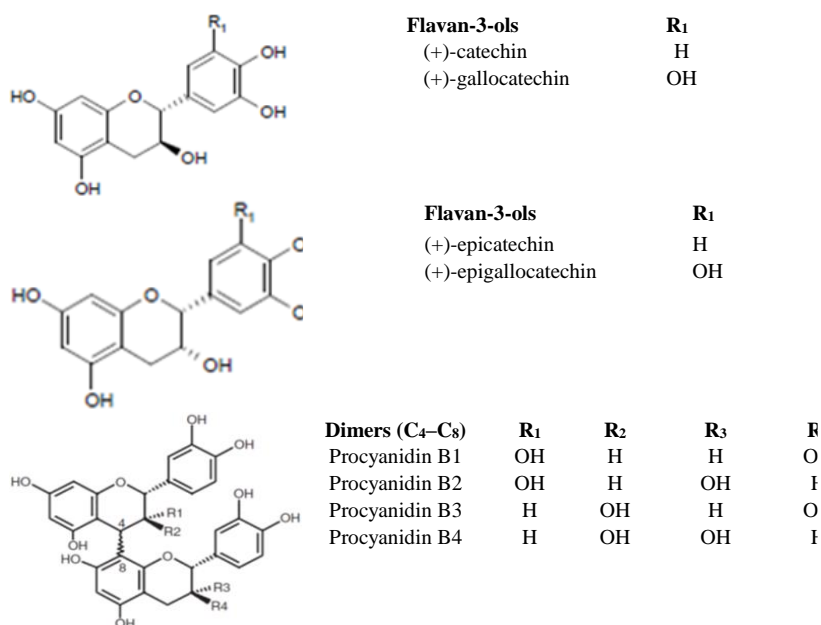 R1
OH
HO
O
OH
OH
OH
Flavan-3-ols R1
(+)-catechin H
(+)-gallocatechin OH
R1
HO
O
OH
OH
Flavan-3-ols R1
(+)-epicatechin H
(+)-epigallocatechin OH
OH
OH
HO
O
R1
R2
4
OH
OH
OH
HO
8
O
R3
R4
OH
Dimers (C4–C8) R1 R2 R3
Procyanidin B1 OH H H
Procyanidin B2 OH H OH
Procyanidin B3 H OH H
Procyanidin B4 H OH OH